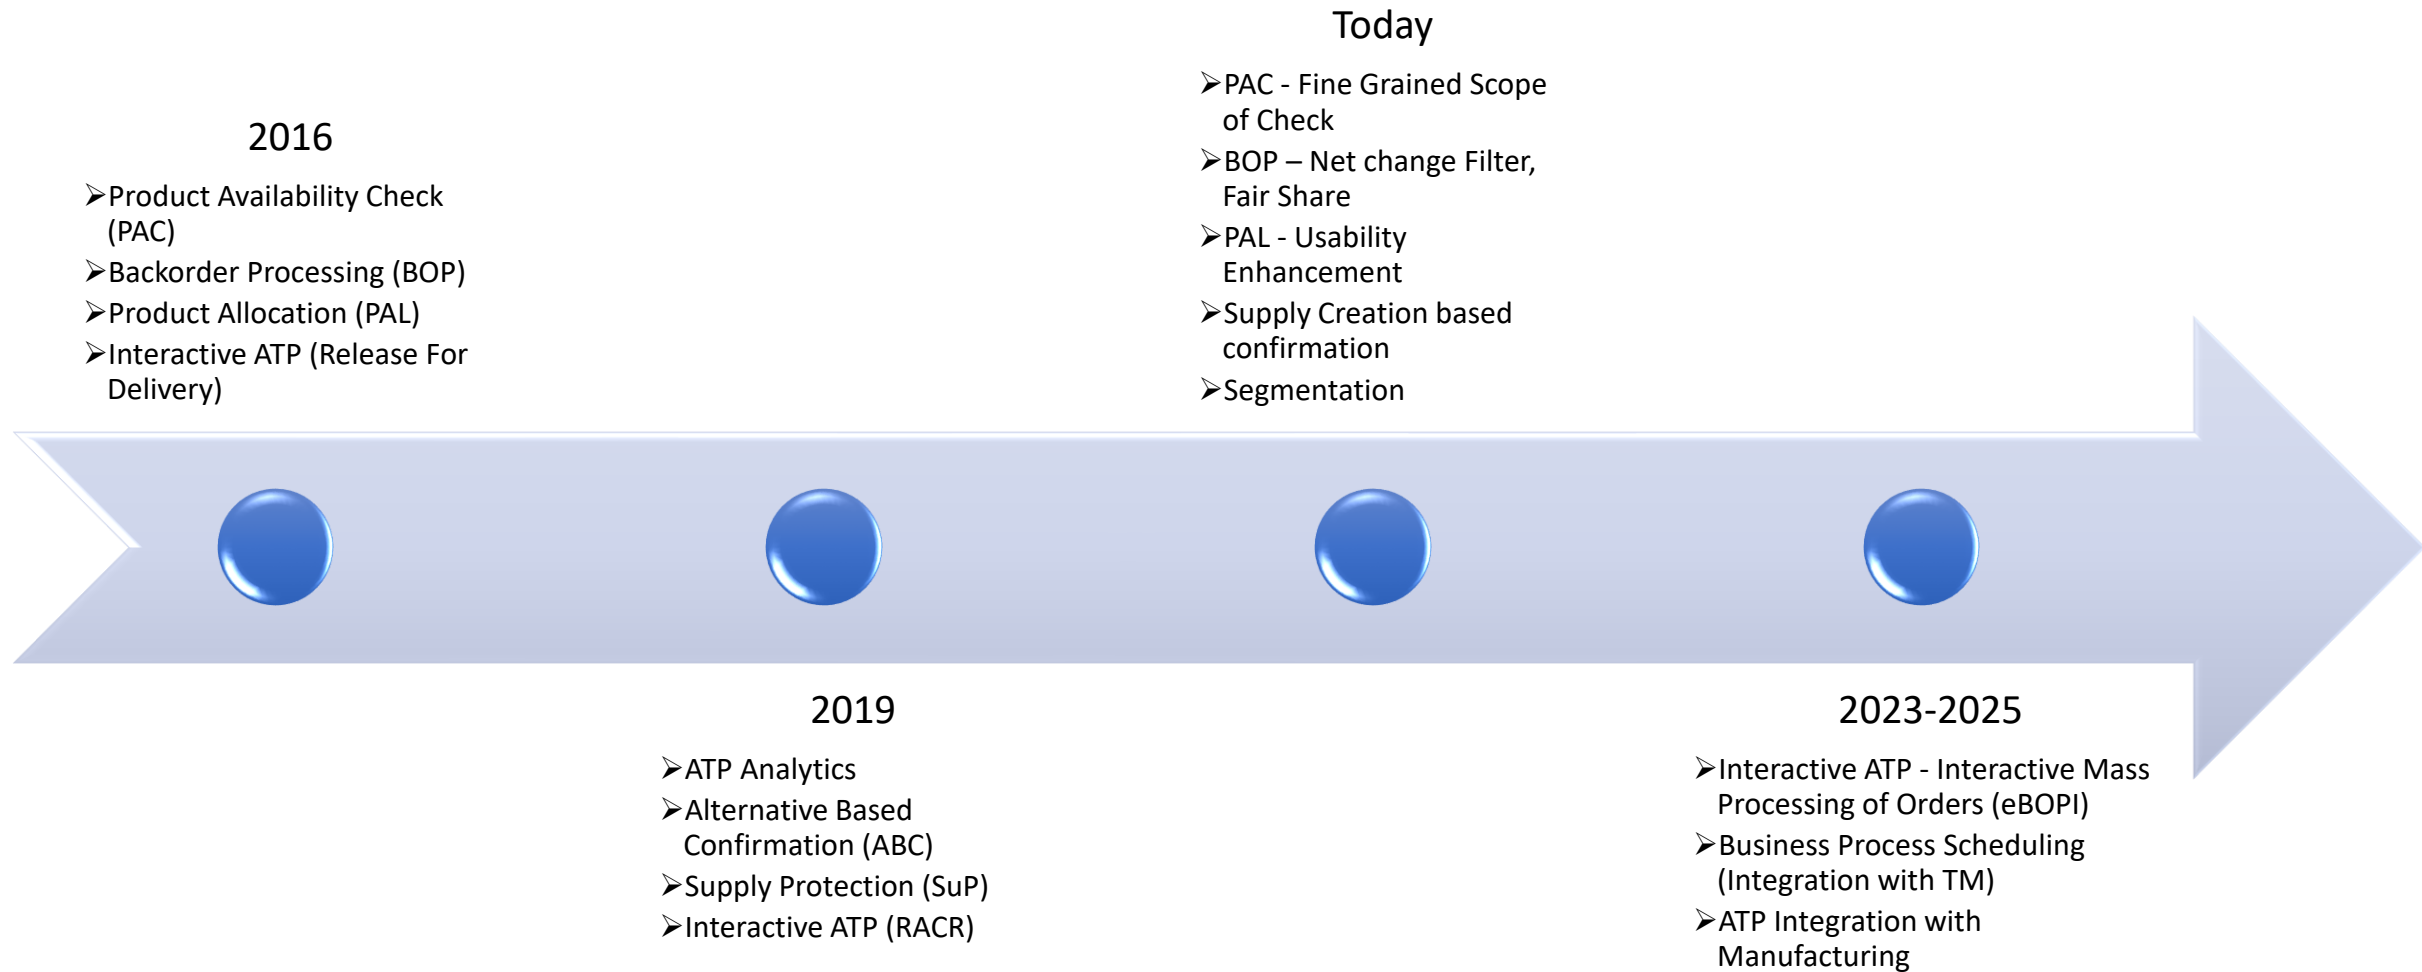 2016
➢Product Availability Check
(PAC)
➢Backorder Processing (BOP)
➢Product Allocation (PAL)
➢Interactive ATP (Release For
Delivery)
2019
➢ATP Analytics
➢Alternative Based
Confirmation (ABC)
➢Supply Protection (SuP)
➢Interactive ATP (RACR)
Today
➢PAC - Fine Grained Scope
of Check
➢BOP – Net change Filter,
Fair Share
➢PAL - Usability
Enhancement
➢Supply Creation based
confirmation
➢Segmentation
2023-2025
➢Interactive ATP - Interactive Mass
Processing of Orders (eBOPI)
➢Business Process Scheduling
(Integration with TM)
➢ATP Integration with
Manufacturing